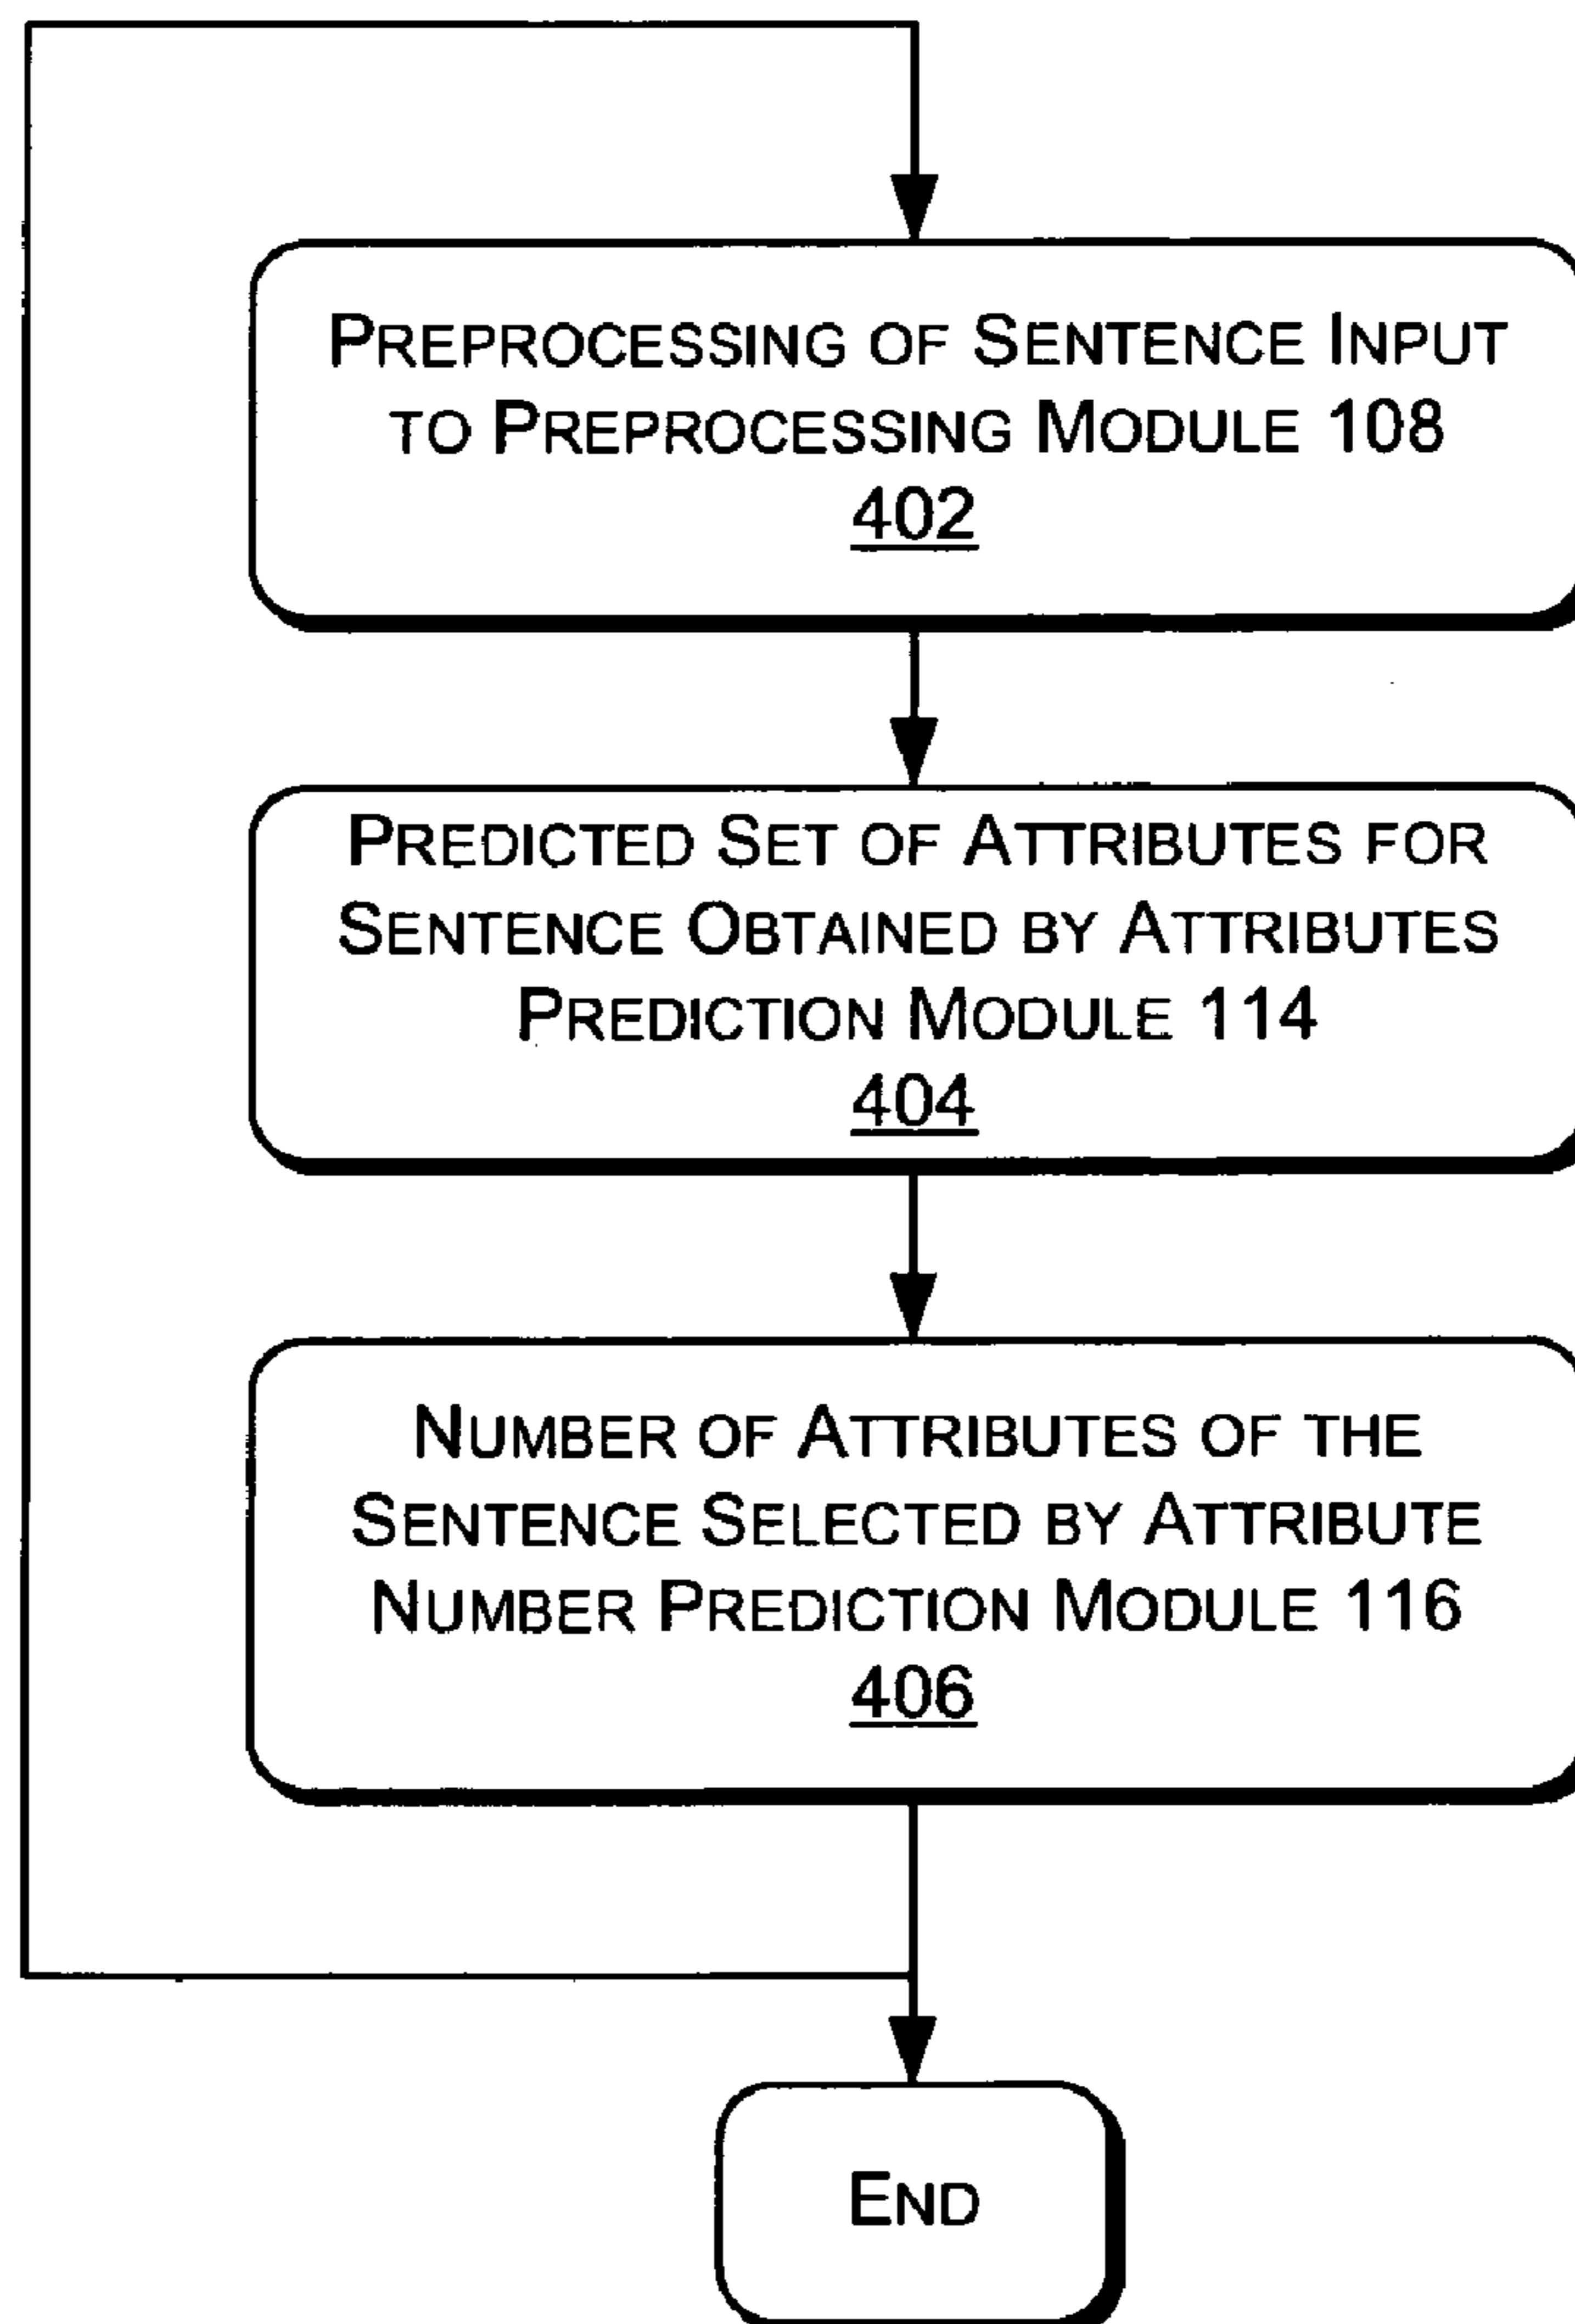 PREPROCESSING OF SENTENCE INPUT
TO PREPROCESSING MODULE 108
402
PREDICTED SET OF ATTRIBUTES FOR
SENTENCE OBTAINED BY ATTRIBUTES
PREDICTION MODULE 114
404
NUMBER OF ATTRIBUTES OF THE
SENTENCE SELECTED BY ATTRIBUTE
NUMBER PREDICTION MODULE 116
406
END